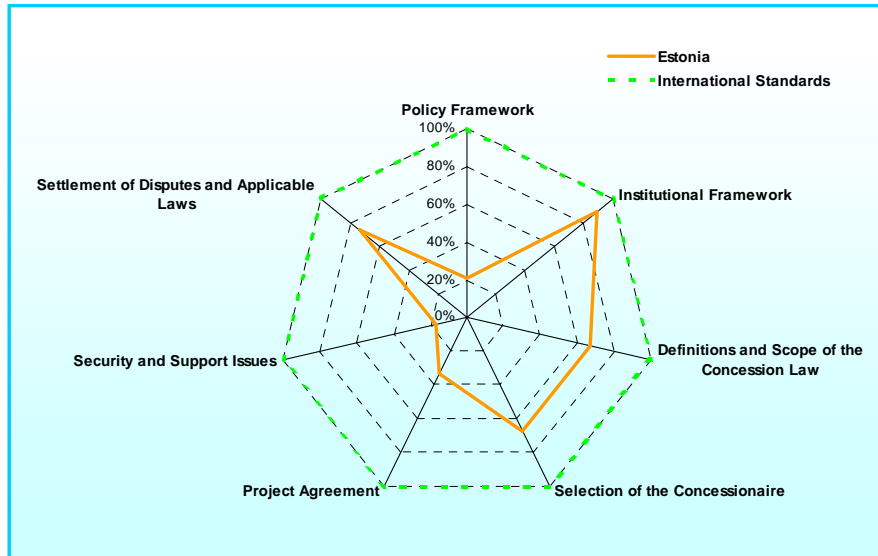 Estonia
International Standards
Policy Framework
100%
80%
60%
40%
20%
0%
Settlement of Disputes and Applicable
Laws
Institutional Framework
Security and Support Issues
Definitions and Scope of the
Concession Law
Project Agreement
Selection of the Concessionaire